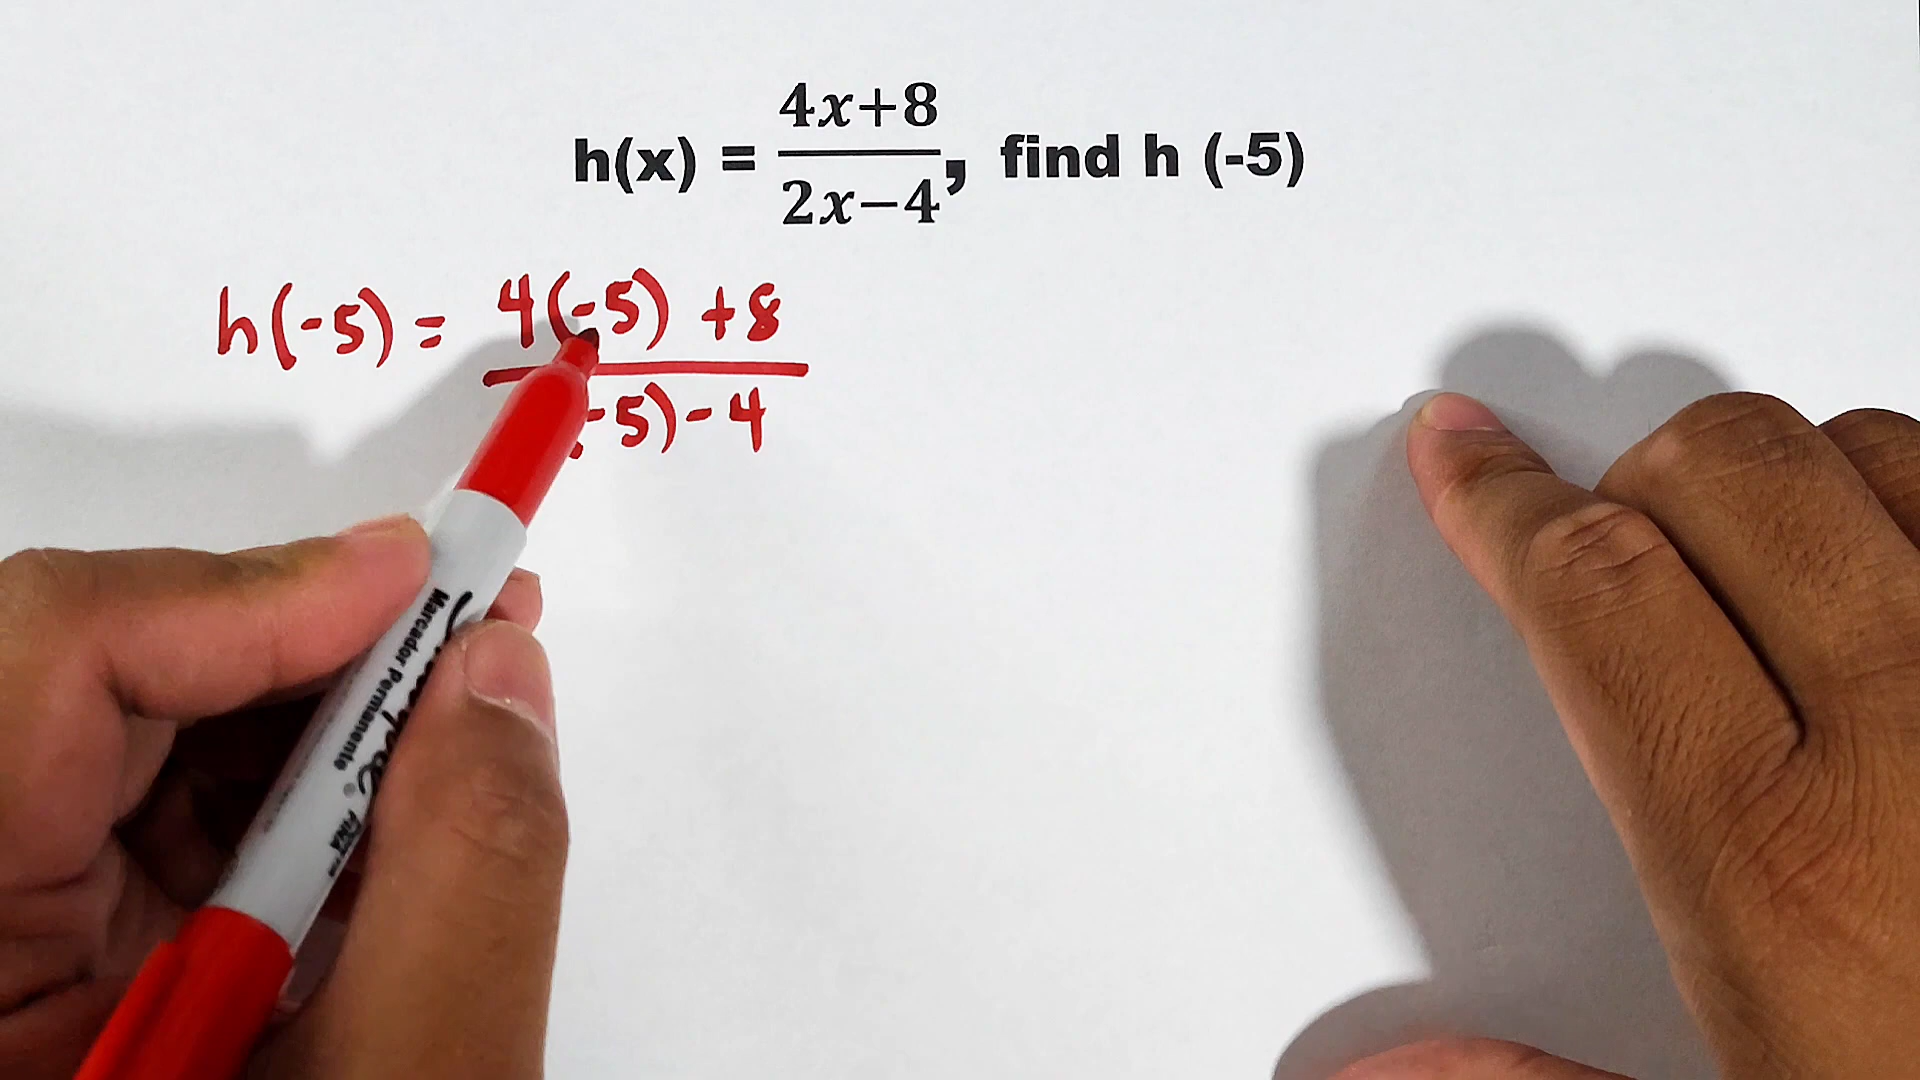 h(x) = 4x+8 / 2x−4, find h (-5)
h(-5) = 4(-5) +8 / (-5) - 4
Marcador Permanente